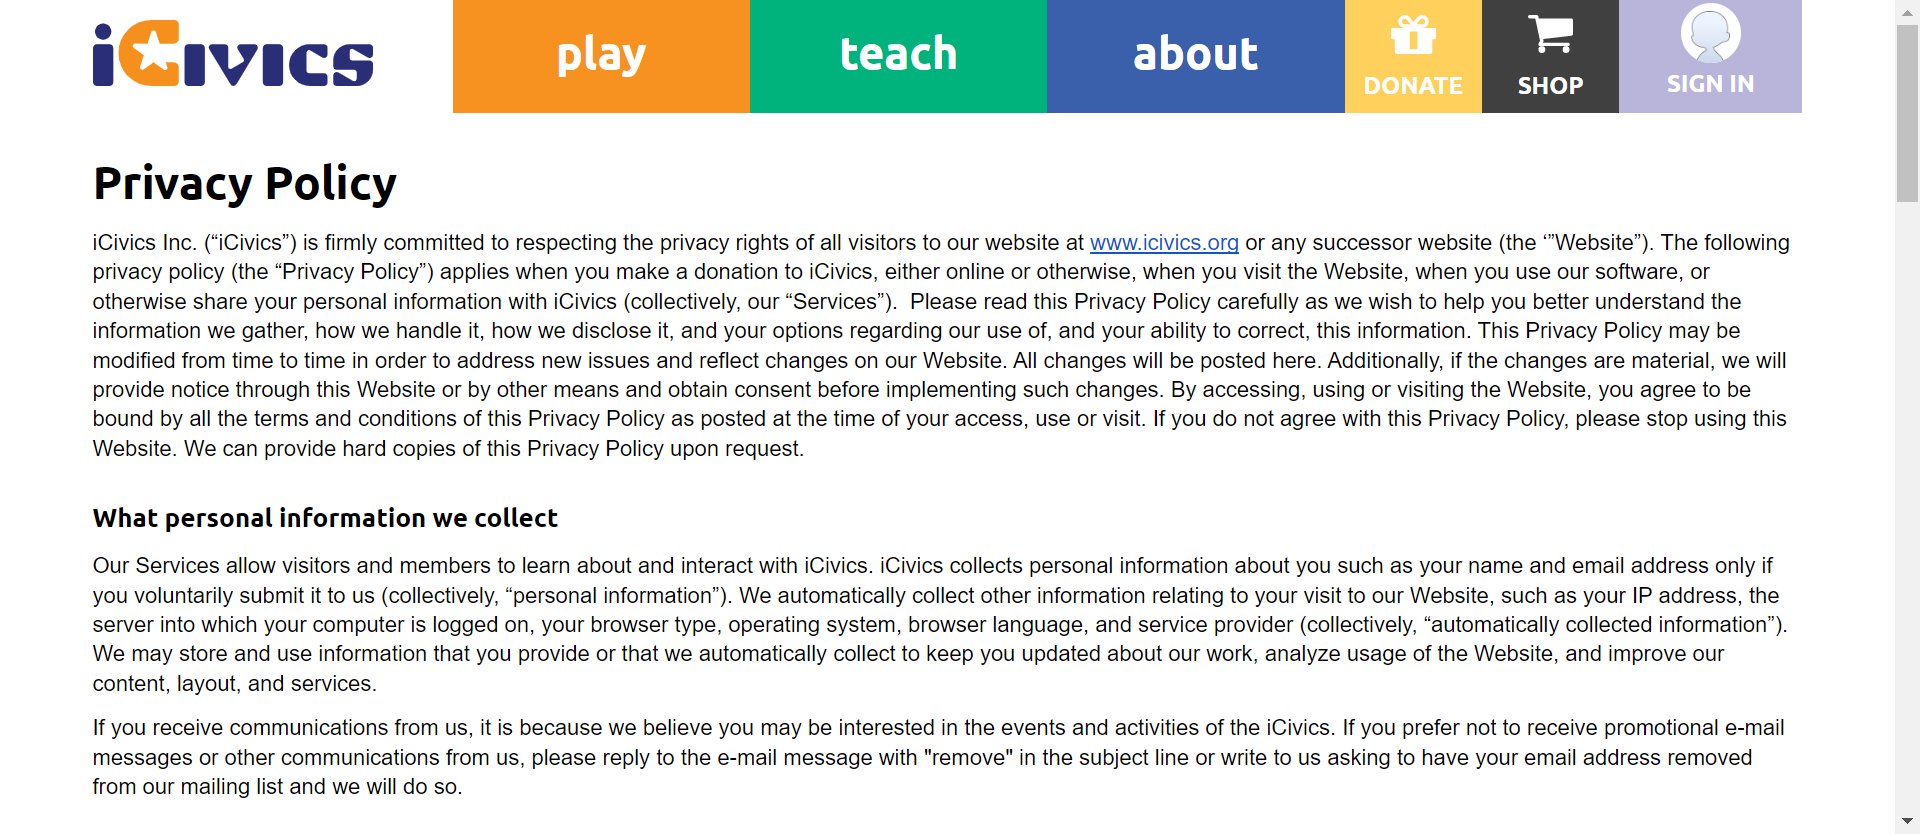 iCivics
play
teach
about
DONATE
SHOP
SIGN IN
Privacy Policy
iCivics Inc. (“iCivics”) is firmly committed to respecting the privacy rights of all visitors to our website at www.icivics.org or any successor website (the ‘”Website”). The following
privacy policy (the “Privacy Policy”) applies when you make a donation to iCivics, either online or otherwise, when you visit the Website, when you use our software, or
otherwise share your personal information with iCivics (collectively, our “Services”).  Please read this Privacy Policy carefully as we wish to help you better understand the
information we gather, how we handle it, how we disclose it, and your options regarding our use of, and your ability to correct, this information. This Privacy Policy may be
modified from time to time in order to address new issues and reflect changes on our Website. All changes will be posted here. Additionally, if the changes are material, we will
provide notice through this Website or by other means and obtain consent before implementing such changes. By accessing, using or visiting the Website, you agree to be
bound by all the terms and conditions of this Privacy Policy as posted at the time of your access, use or visit. If you do not agree with this Privacy Policy, please stop using this
Website. We can provide hard copies of this Privacy Policy upon request.
What personal information we collect
Our Services allow visitors and members to learn about and interact with iCivics. iCivics collects personal information about you such as your name and email address only if
you voluntarily submit it to us (collectively, “personal information”). We automatically collect other information relating to your visit to our Website, such as your IP address, the
server into which your computer is logged on, your browser type, operating system, browser language, and service provider (collectively, “automatically collected information”).
We may store and use information that you provide or that we automatically collect to keep you updated about our work, analyze usage of the Website, and improve our
content, layout, and services.
If you receive communications from us, it is because we believe you may be interested in the events and activities of the iCivics. If you prefer not to receive promotional e-mail
messages or other communications from us, please reply to the e-mail message with "remove" in the subject line or write to us asking to have your email address removed
from our mailing list and we will do so.